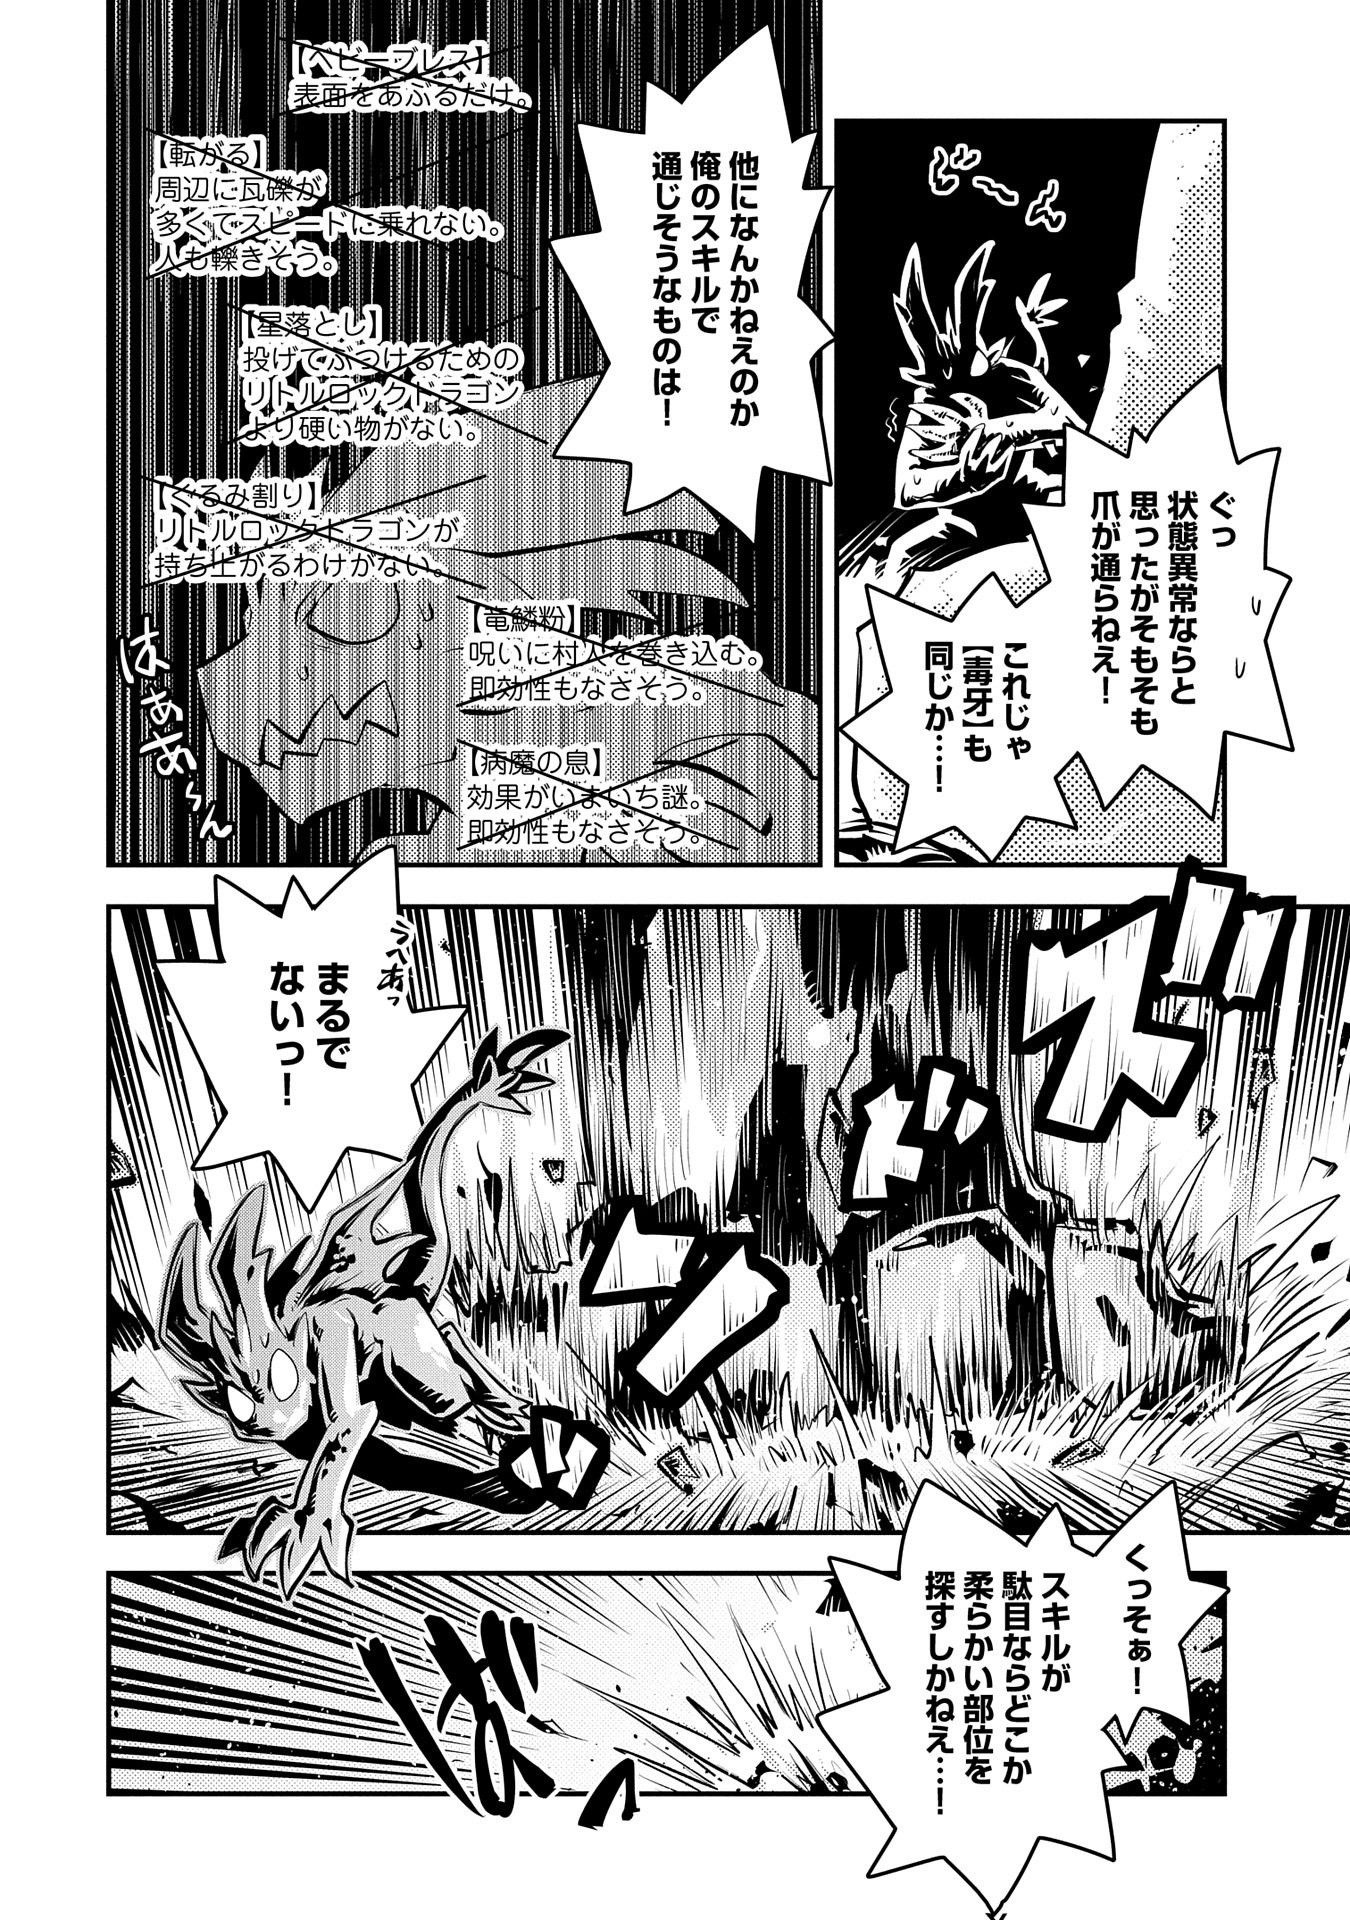 じ〜ん
ぐっ
状態異常ならと
思ったがそもそも
爪が通らねえ！
これじゃ
【毒牙】も
同じか…！
他になんかねえのか
俺のスキルで
通じそうなものは！
【ベビーブレス】
表面をあぶるだけ。
【転がる】
周辺に瓦礫が
多くてスピードに乗れない。
人も轢きそう。
【星落とし】
投げてぶつけるための
リトルロックドラゴン
より硬い物がない。
【くるみ割り】
リトルロックドラゴンが
持ち上がるわけがない。
【竜鱗粉】
呪いに村人を巻き込む。
即効性もなさそう。
【病魔の息】
効果がいまいち謎。
即効性もなさそう。
はぁぁぁ〜ん
ズズッ
うべあっ
まるで
ないっ！
くっそぉ！
スキルが
駄目ならどこか
柔らかい部位を
探すしかねえ…！
ばっ